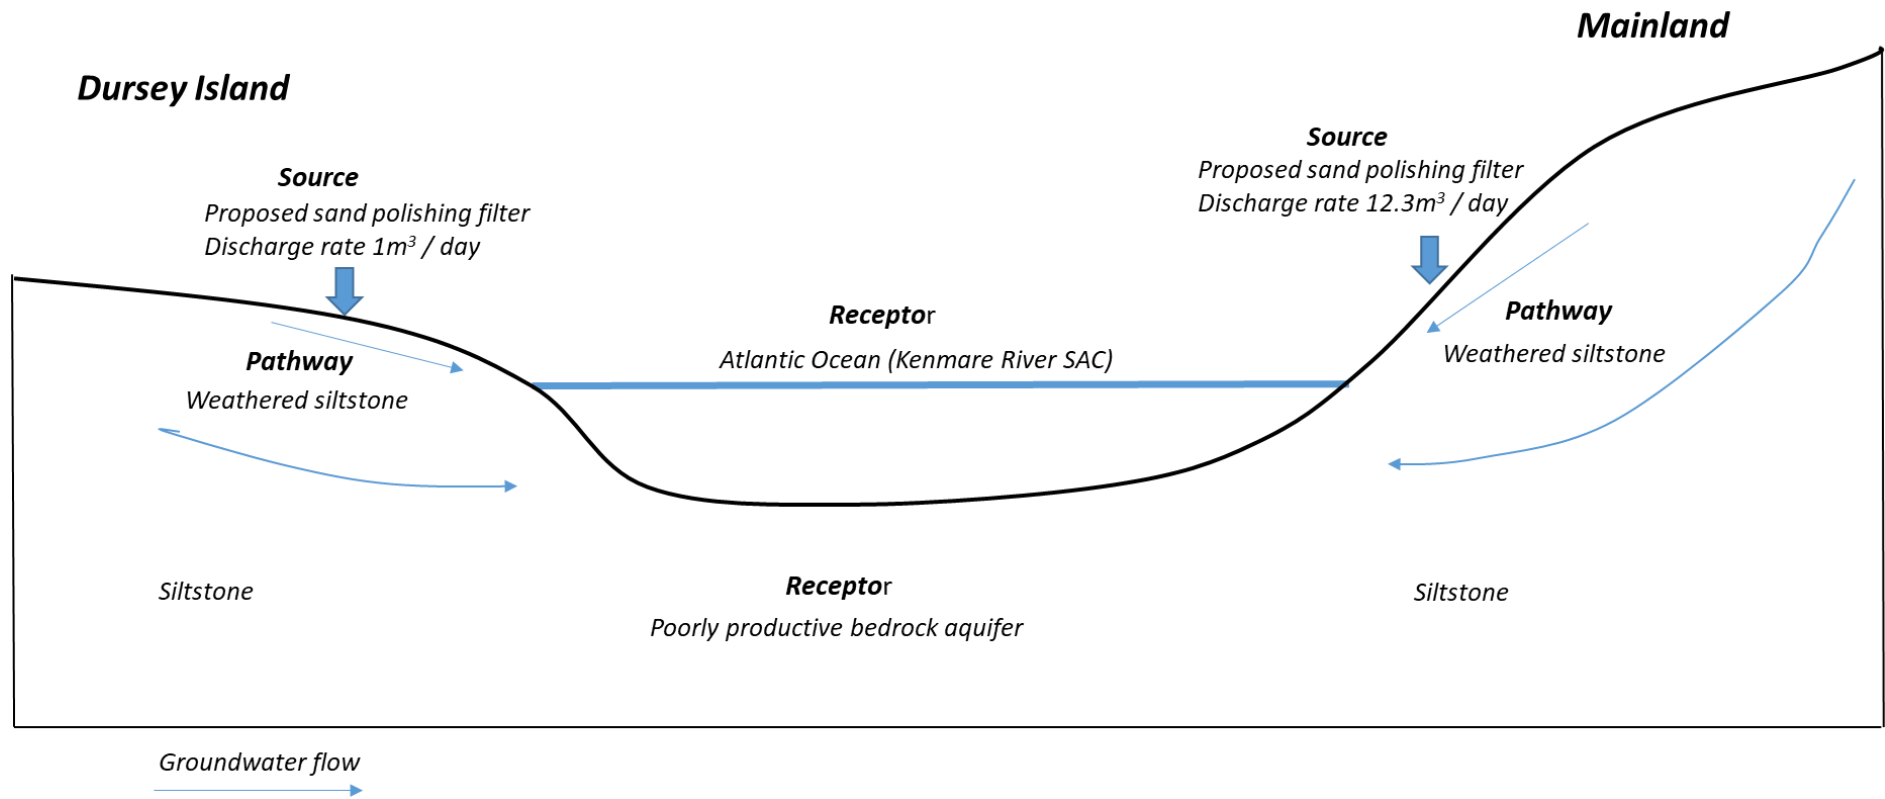 Mainland
Dursey Island
Source
Proposed sand polishing filter
Discharge rate 12.3m³ / day
Source
Proposed sand polishing filter
Discharge rate 1m³ / day
Receptor
Atlantic Ocean (Kenmare River SAC)
Pathway
Weathered siltstone
Pathway
Weathered siltstone
Siltstone
Receptor
Poorly productive bedrock aquifer
Siltstone
Groundwater flow